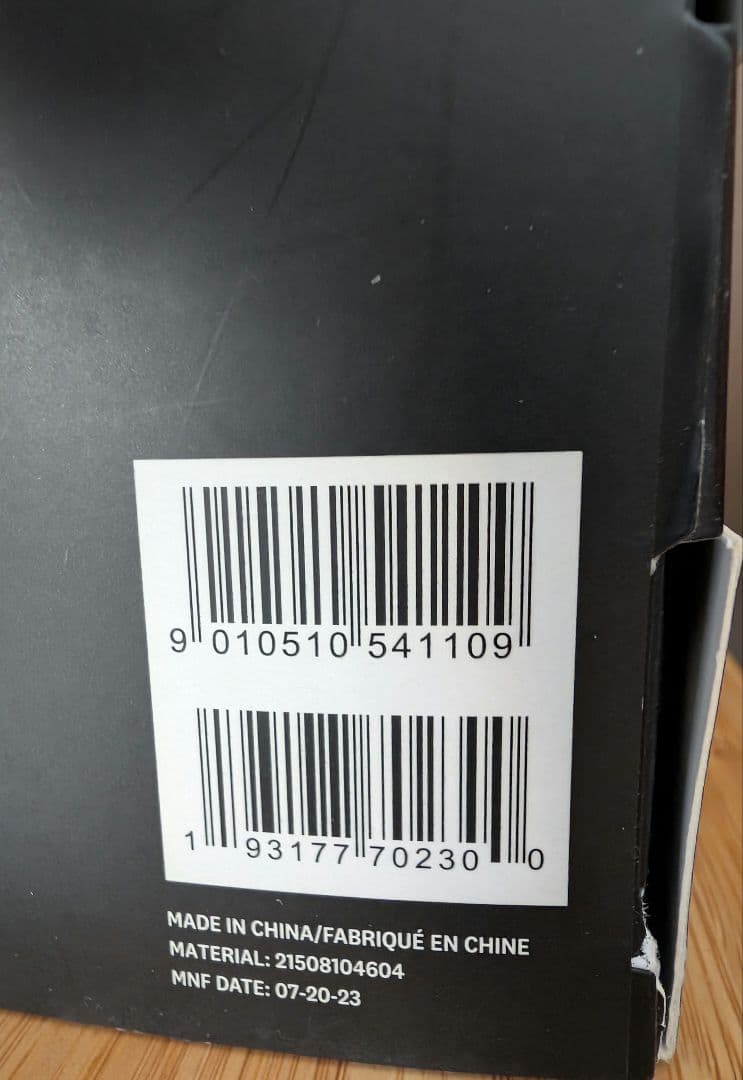 9 010510 541109
1 93177 70230 0
MADE IN CHINA/FABRIQUÉ EN CHINE
MATERIAL: 21508104604
MNF DATE: 07-20-23